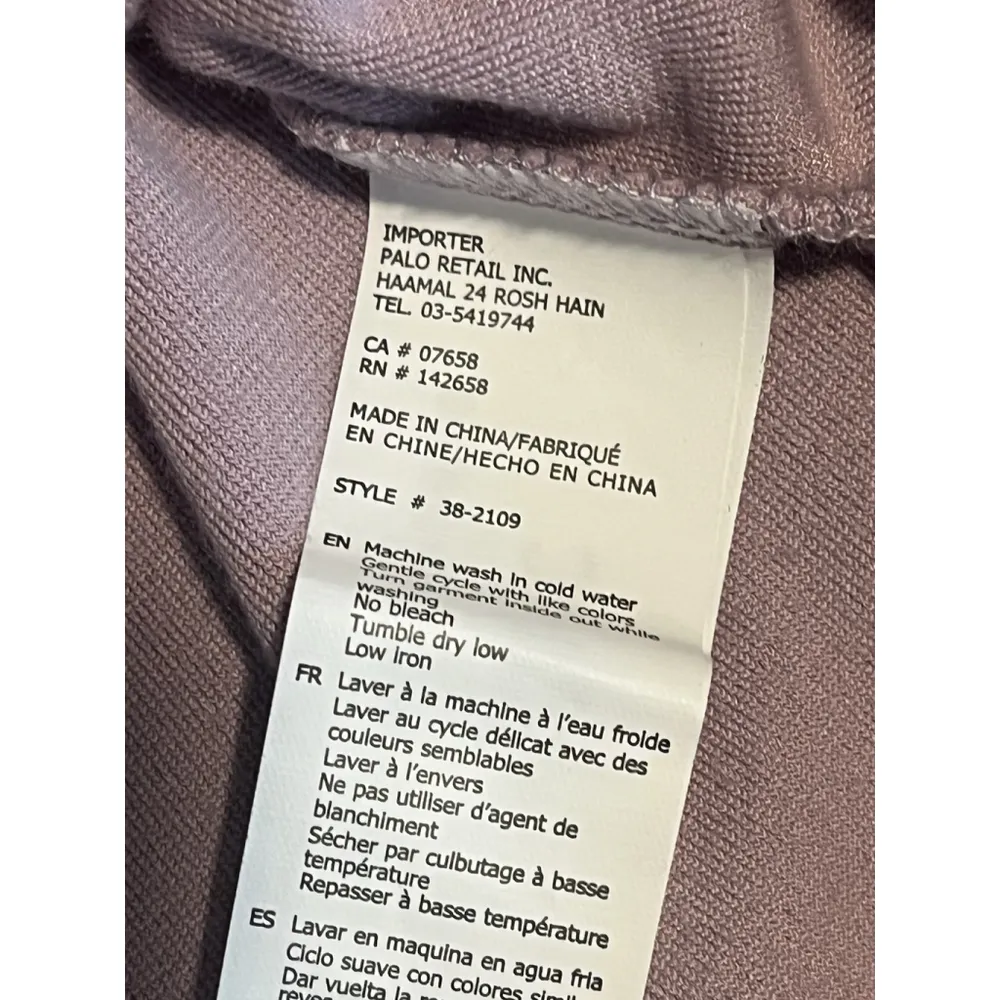 IMPORTER
PALO RETAIL INC.
HAAMAL 24 ROSH HAIN
TEL. 03-5419744
CA # 07658
RN # 142658
MADE IN CHINA/FABRIQUÉ
EN CHINE/HECHO EN CHINA
STYLE # 38-2109
EN Machine wash in cold water
Gentle cycle with like colors
Turn garment inside out while
washing
No bleach
Tumble dry low
Low iron
FR Laver à la machine à l'eau froide
Laver au cycle délicat avec des
couleurs semblables
Laver à l'envers
Ne pas utiliser d'agent de
blanchiment
Sécher par culbutage à basse
température
Repasser à basse température
ES Lavar en maquina en agua fria
Ciclo suave con colores
Dar vuelta la